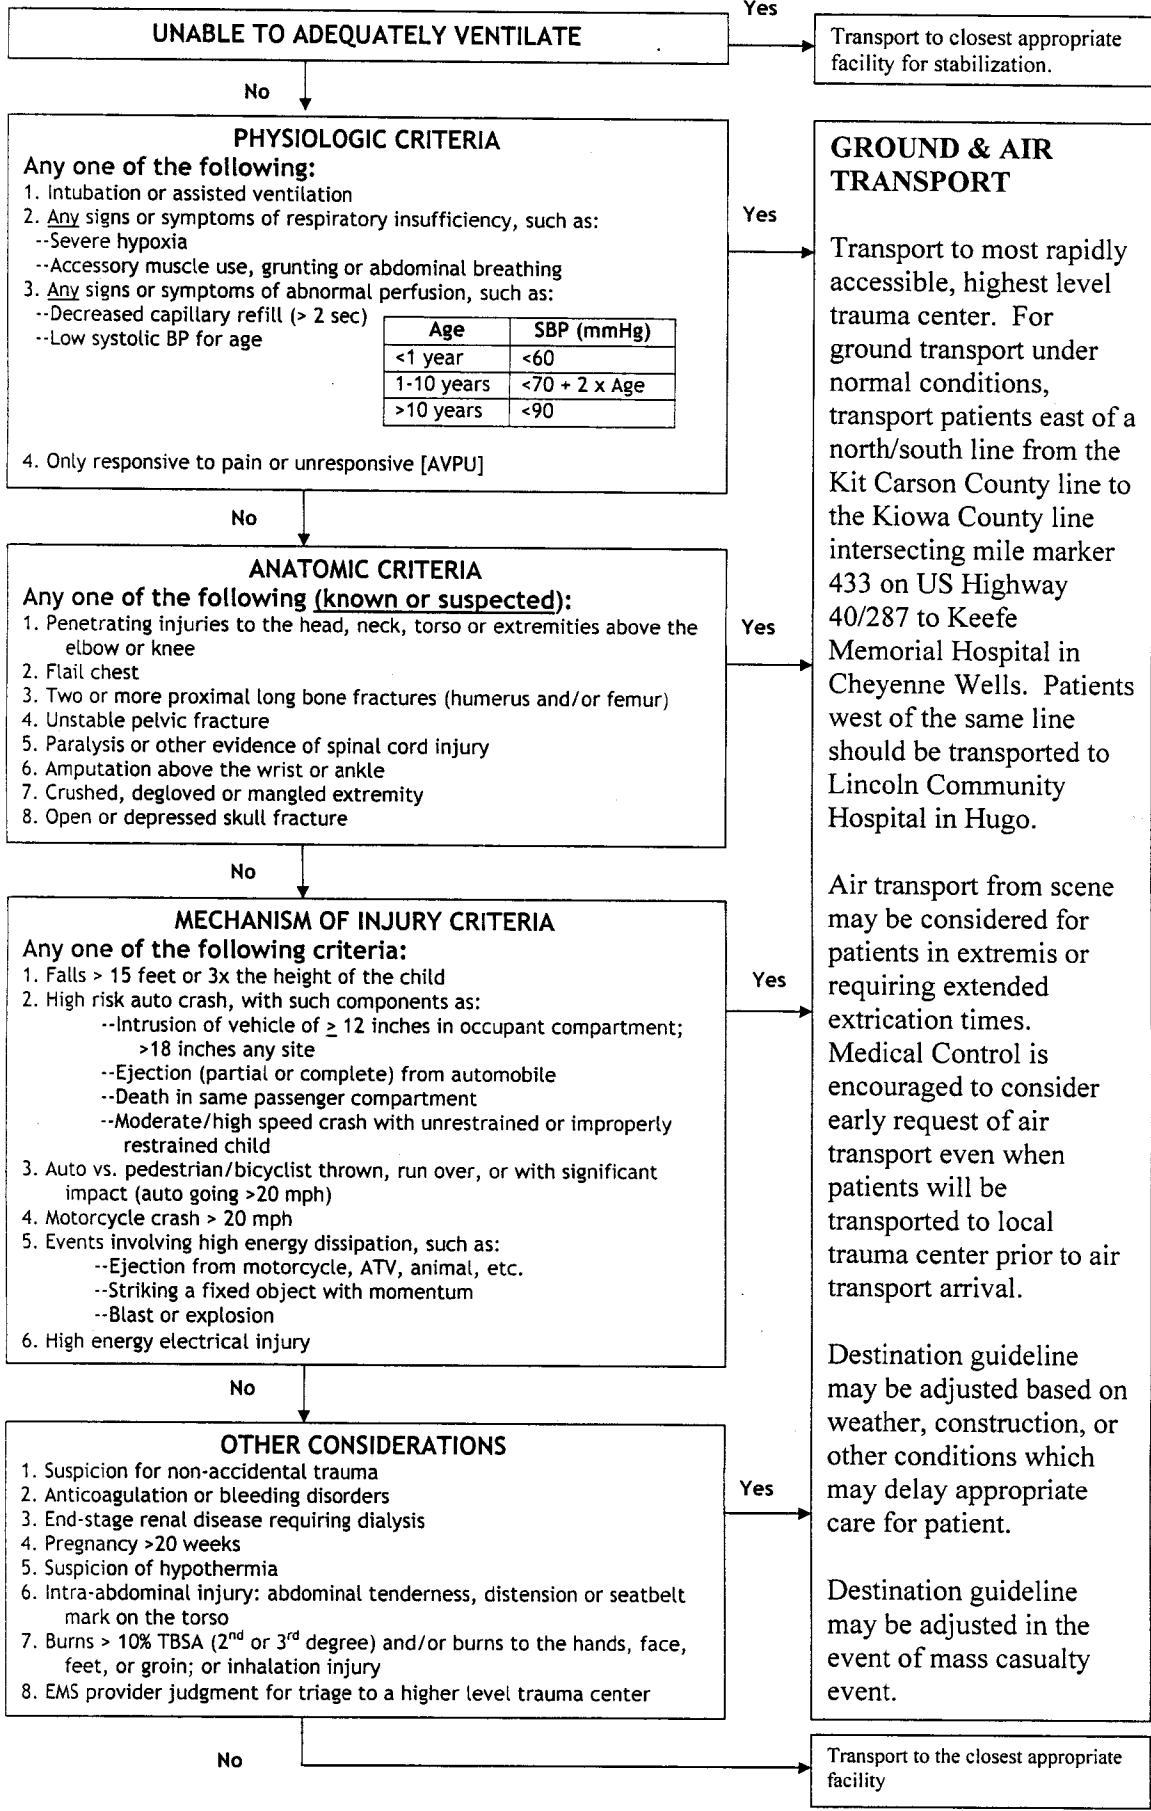 Yes
UNABLE TO ADEQUATELY VENTILATE
Transport to closest appropriate
facility for stabilization.
No
PHYSIOLOGIC CRITERIA
Any one of the following:
1. Intubation or assisted ventilation
2. Any signs or symptoms of respiratory insufficiency, such as:
--Severe hypoxia
--Accessory muscle use, grunting or abdominal breathing
3. Any signs or symptoms of abnormal perfusion, such as:
--Decreased capillary refill (> 2 sec)
--Low systolic BP for age
Age SBP (mmHg)
<1 year <60
1-10 years <70 + 2 x Age
>10 years <90
4. Only responsive to pain or unresponsive [AVPU]
Yes
No
ANATOMIC CRITERIA
Any one of the following (known or suspected):
1. Penetrating injuries to the head, neck, torso or extremities above the
elbow or knee
2. Flail chest
3. Two or more proximal long bone fractures (humerus and/or femur)
4. Unstable pelvic fracture
5. Paralysis or other evidence of spinal cord injury
6. Amputation above the wrist or ankle
7. Crushed, degloved or mangled extremity
8. Open or depressed skull fracture
Yes
No
MECHANISM OF INJURY CRITERIA
Any one of the following criteria:
1. Falls > 15 feet or 3x the height of the child
2. High risk auto crash, with such components as:
--Intrusion of vehicle of ≥ 12 inches in occupant compartment;
>18 inches any site
--Ejection (partial or complete) from automobile
--Death in same passenger compartment
--Moderate/high speed crash with unrestrained or improperly
restrained child
3. Auto vs. pedestrian/bicyclist thrown, run over, or with significant
impact (auto going >20 mph)
4. Motorcycle crash > 20 mph
5. Events involving high energy dissipation, such as:
--Ejection from motorcycle, ATV, animal, etc.
--Striking a fixed object with momentum
--Blast or explosion
6. High energy electrical injury
Yes
No
OTHER CONSIDERATIONS
1. Suspicion for non-accidental trauma
2. Anticoagulation or bleeding disorders
3. End-stage renal disease requiring dialysis
4. Pregnancy >20 weeks
5. Suspicion of hypothermia
6. Intra-abdominal injury: abdominal tenderness, distension or seatbelt
mark on the torso
7. Burns > 10% TBSA (2nd or 3rd degree) and/or burns to the hands, face,
feet, or groin; or inhalation injury
8. EMS provider judgment for triage to a higher level trauma center
Yes
No
GROUND & AIR
TRANSPORT
Transport to most rapidly
accessible, highest level
trauma center. For
ground transport under
normal conditions,
transport patients east of a
north/south line from the
Kit Carson County line to
the Kiowa County line
intersecting mile marker
433 on US Highway
40/287 to Keefe
Memorial Hospital in
Cheyenne Wells. Patients
west of the same line
should be transported to
Lincoln Community
Hospital in Hugo.
Air transport from scene
may be considered for
patients in extremis or
requiring extended
extrication times.
Medical Control is
encouraged to consider
early request of air
transport even when
patients will be
transported to local
trauma center prior to air
transport arrival.
Destination guideline
may be adjusted based on
weather, construction, or
other conditions which
may delay appropriate
care for patient.
Destination guideline
may be adjusted in the
event of mass casualty
event.
Transport to the closest appropriate
facility